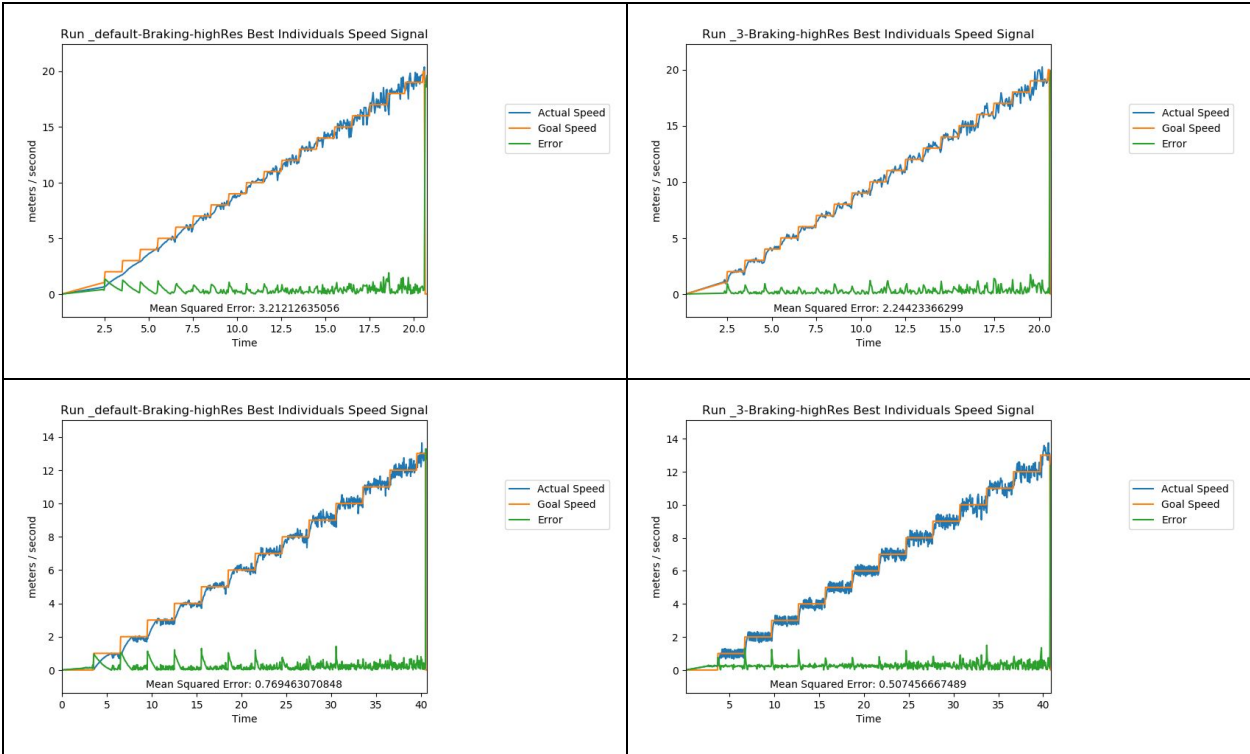 Run _default-Braking-highRes Best Individuals Speed Signal
meters / second
20
15
10
5
0
Actual Speed
Goal Speed
Error
Mean Squared Error: 3.21212635056
2.5 5.0 7.5 10.0 12.5 15.0 17.5 20.0
Time
Run _3-Braking-highRes Best Individuals Speed Signal
meters / second
20
15
10
5
0
Actual Speed
Goal Speed
Error
Mean Squared Error: 2.24423366299
2.5 5.0 7.5 10.0 12.5 15.0 17.5 20.0
Time
Run _default-Braking-highRes Best Individuals Speed Signal
meters / second
14
12
10
8
6
4
2
0
Actual Speed
Goal Speed
Error
Mean Squared Error: 0.769463070848
0 5 10 15 20 25 30 35 40
Time
Run _3-Braking-highRes Best Individuals Speed Signal
meters / second
14
12
10
8
6
4
2
0
Actual Speed
Goal Speed
Error
Mean Squared Error: 0.507456667489
5 10 15 20 25 30 35 40
Time